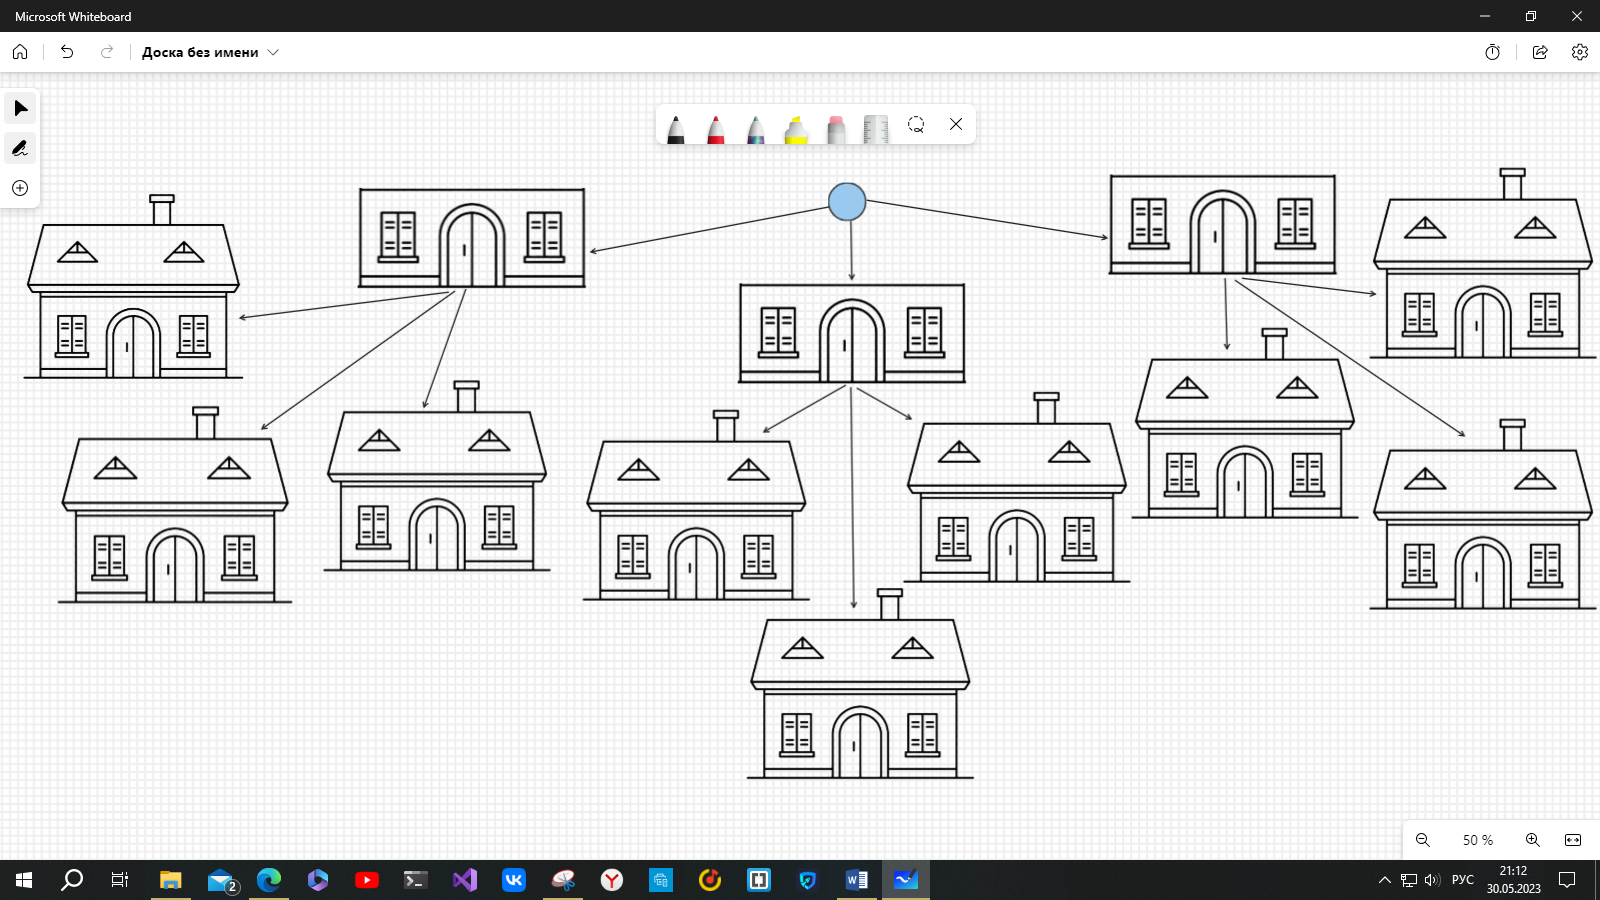 Microsoft Whiteboard
Доска без имени
50 %
2
РУС
21:12
30.05.2023